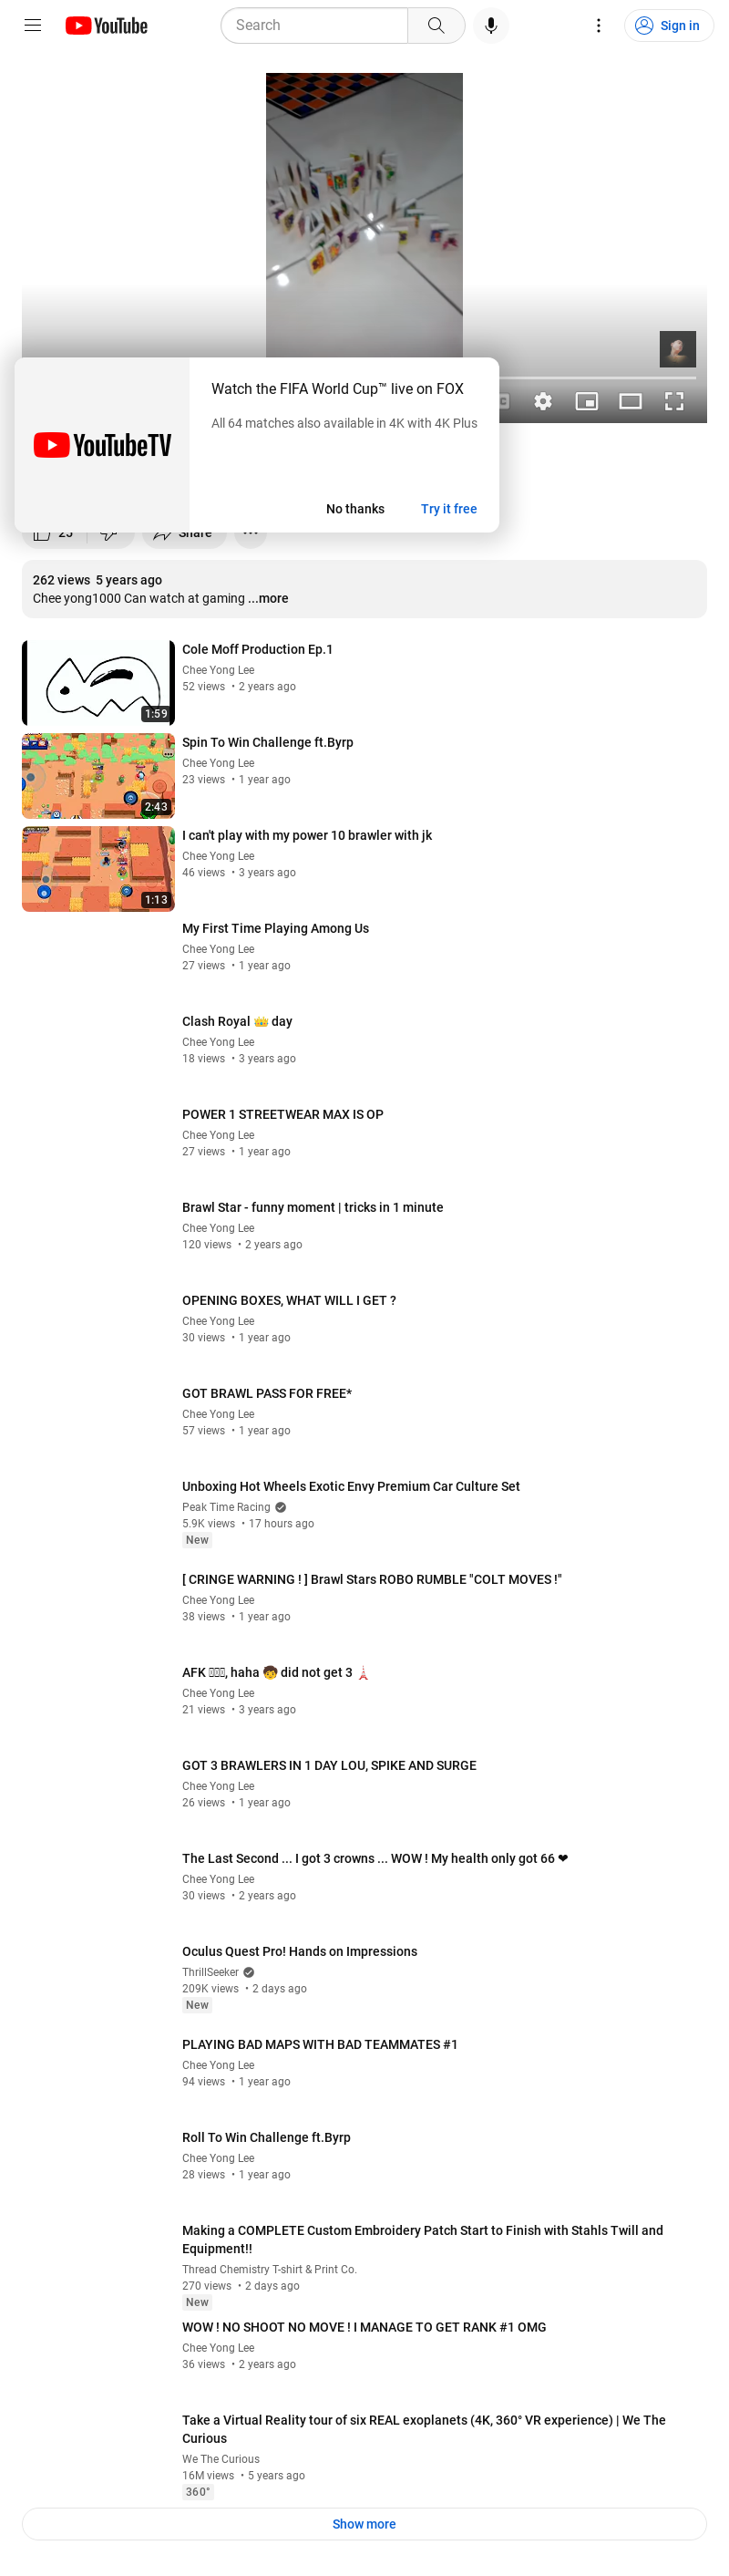 YouTube
Search
Sign in
Watch the FIFA World Cup™ live on FOX
All 64 matches also available in 4K with 4K Plus
YouTubeTV
No thanks
Try it free
Share
262 views 5 years ago
Chee yong1000 Can watch at gaming ...more
Cole Moff Production Ep.1
Chee Yong Lee
52 views • 2 years ago
1:59
Spin To Win Challenge ft.Byrp
Chee Yong Lee
23 views • 1 year ago
2:43
I can't play with my power 10 brawler with jk
Chee Yong Lee
46 views • 3 years ago
1:13
My First Time Playing Among Us
Chee Yong Lee
27 views • 1 year ago
Clash Royal 👑 day
Chee Yong Lee
18 views • 3 years ago
POWER 1 STREETWEAR MAX IS OP
Chee Yong Lee
27 views • 1 year ago
Brawl Star - funny moment | tricks in 1 minute
Chee Yong Lee
120 views • 2 years ago
OPENING BOXES, WHAT WILL I GET ?
Chee Yong Lee
30 views • 1 year ago
GOT BRAWL PASS FOR FREE*
Chee Yong Lee
57 views • 1 year ago
Unboxing Hot Wheels Exotic Envy Premium Car Culture Set
Peak Time Racing
5.9K views • 17 hours ago
New
[ CRINGE WARNING ! ] Brawl Stars ROBO RUMBLE "COLT MOVES !"
Chee Yong Lee
38 views • 1 year ago
AFK , haha 🧒 did not get 3 🗼
Chee Yong Lee
21 views • 3 years ago
GOT 3 BRAWLERS IN 1 DAY LOU, SPIKE AND SURGE
Chee Yong Lee
26 views • 1 year ago
The Last Second ... I got 3 crowns ... WOW ! My health only got 66 ❤
Chee Yong Lee
30 views • 2 years ago
Oculus Quest Pro! Hands on Impressions
ThrillSeeker
209K views • 2 days ago
New
PLAYING BAD MAPS WITH BAD TEAMMATES #1
Chee Yong Lee
94 views • 1 year ago
Roll To Win Challenge ft.Byrp
Chee Yong Lee
28 views • 1 year ago
Making a COMPLETE Custom Embroidery Patch Start to Finish with Stahls Twill and
Equipment!!
Thread Chemistry T-shirt & Print Co.
270 views • 2 days ago
New
WOW ! NO SHOOT NO MOVE ! I MANAGE TO GET RANK #1 OMG
Chee Yong Lee
36 views • 2 years ago
Take a Virtual Reality tour of six REAL exoplanets (4K, 360° VR experience) | We The
Curious
We The Curious
16M views • 5 years ago
360°
Show more